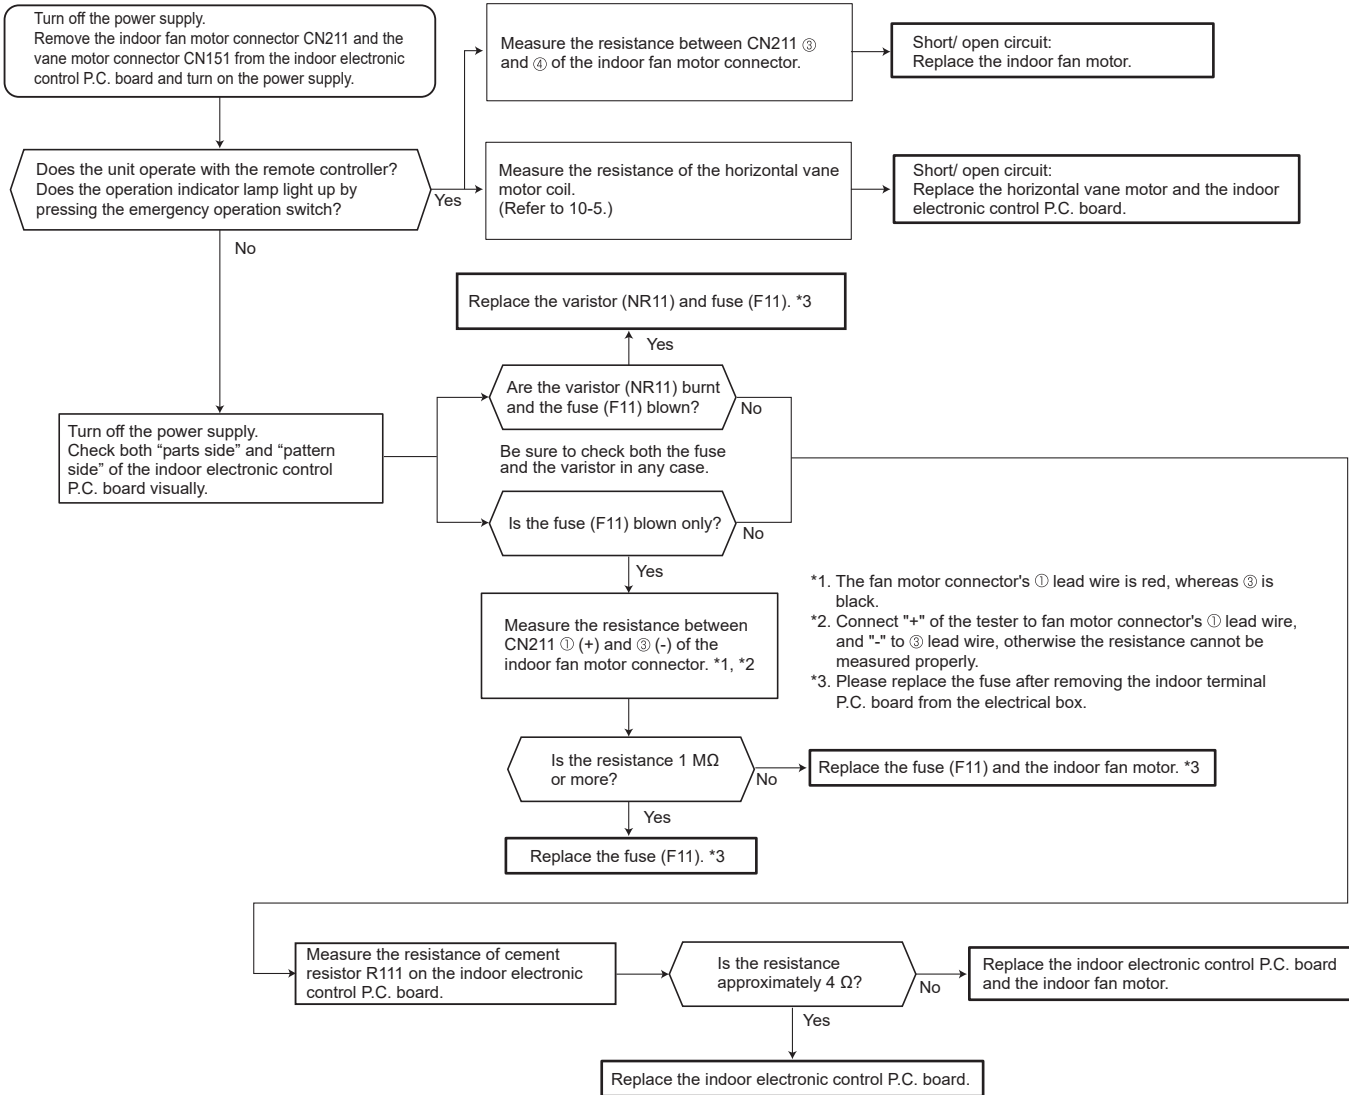 Turn off the power supply.
Remove the indoor fan motor connector CN211 and the
vane motor connector CN151 from the indoor electronic
control P.C. board and turn on the power supply.
Measure the resistance between CN211 ③
and ④ of the indoor fan motor connector.
Short/ open circuit:
Replace the indoor fan motor.
Does the unit operate with the remote controller?
Does the operation indicator lamp light up by
pressing the emergency operation switch?
Yes
Measure the resistance of the horizontal vane
motor coil.
(Refer to 10-5.)
Short/ open circuit:
Replace the horizontal vane motor and the indoor
electronic control P.C. board.
No
Replace the varistor (NR11) and fuse (F11). *3
Yes
Are the varistor (NR11) burnt
and the fuse (F11) blown?
No
Turn off the power supply.
Check both “parts side” and “pattern
side” of the indoor electronic control
P.C. board visually.
Be sure to check both the fuse
and the varistor in any case.
Is the fuse (F11) blown only?
No
Yes
Measure the resistance between
CN211 ① (+) and ③ (-) of the
indoor fan motor connector. *1, *2
*1. The fan motor connector's ① lead wire is red, whereas ③ is
black.
*2. Connect "+" of the tester to fan motor connector's ① lead wire,
and "-" to ③ lead wire, otherwise the resistance cannot be
measured properly.
*3. Please replace the fuse after removing the indoor terminal
P.C. board from the electrical box.
Is the resistance 1 MΩ
or more?
No
Replace the fuse (F11) and the indoor fan motor. *3
Yes
Replace the fuse (F11). *3
Measure the resistance of cement
resistor R111 on the indoor electronic
control P.C. board.
Is the resistance
approximately 4 Ω?
No
Replace the indoor electronic control P.C. board
and the indoor fan motor.
Yes
Replace the indoor electronic control P.C. board.